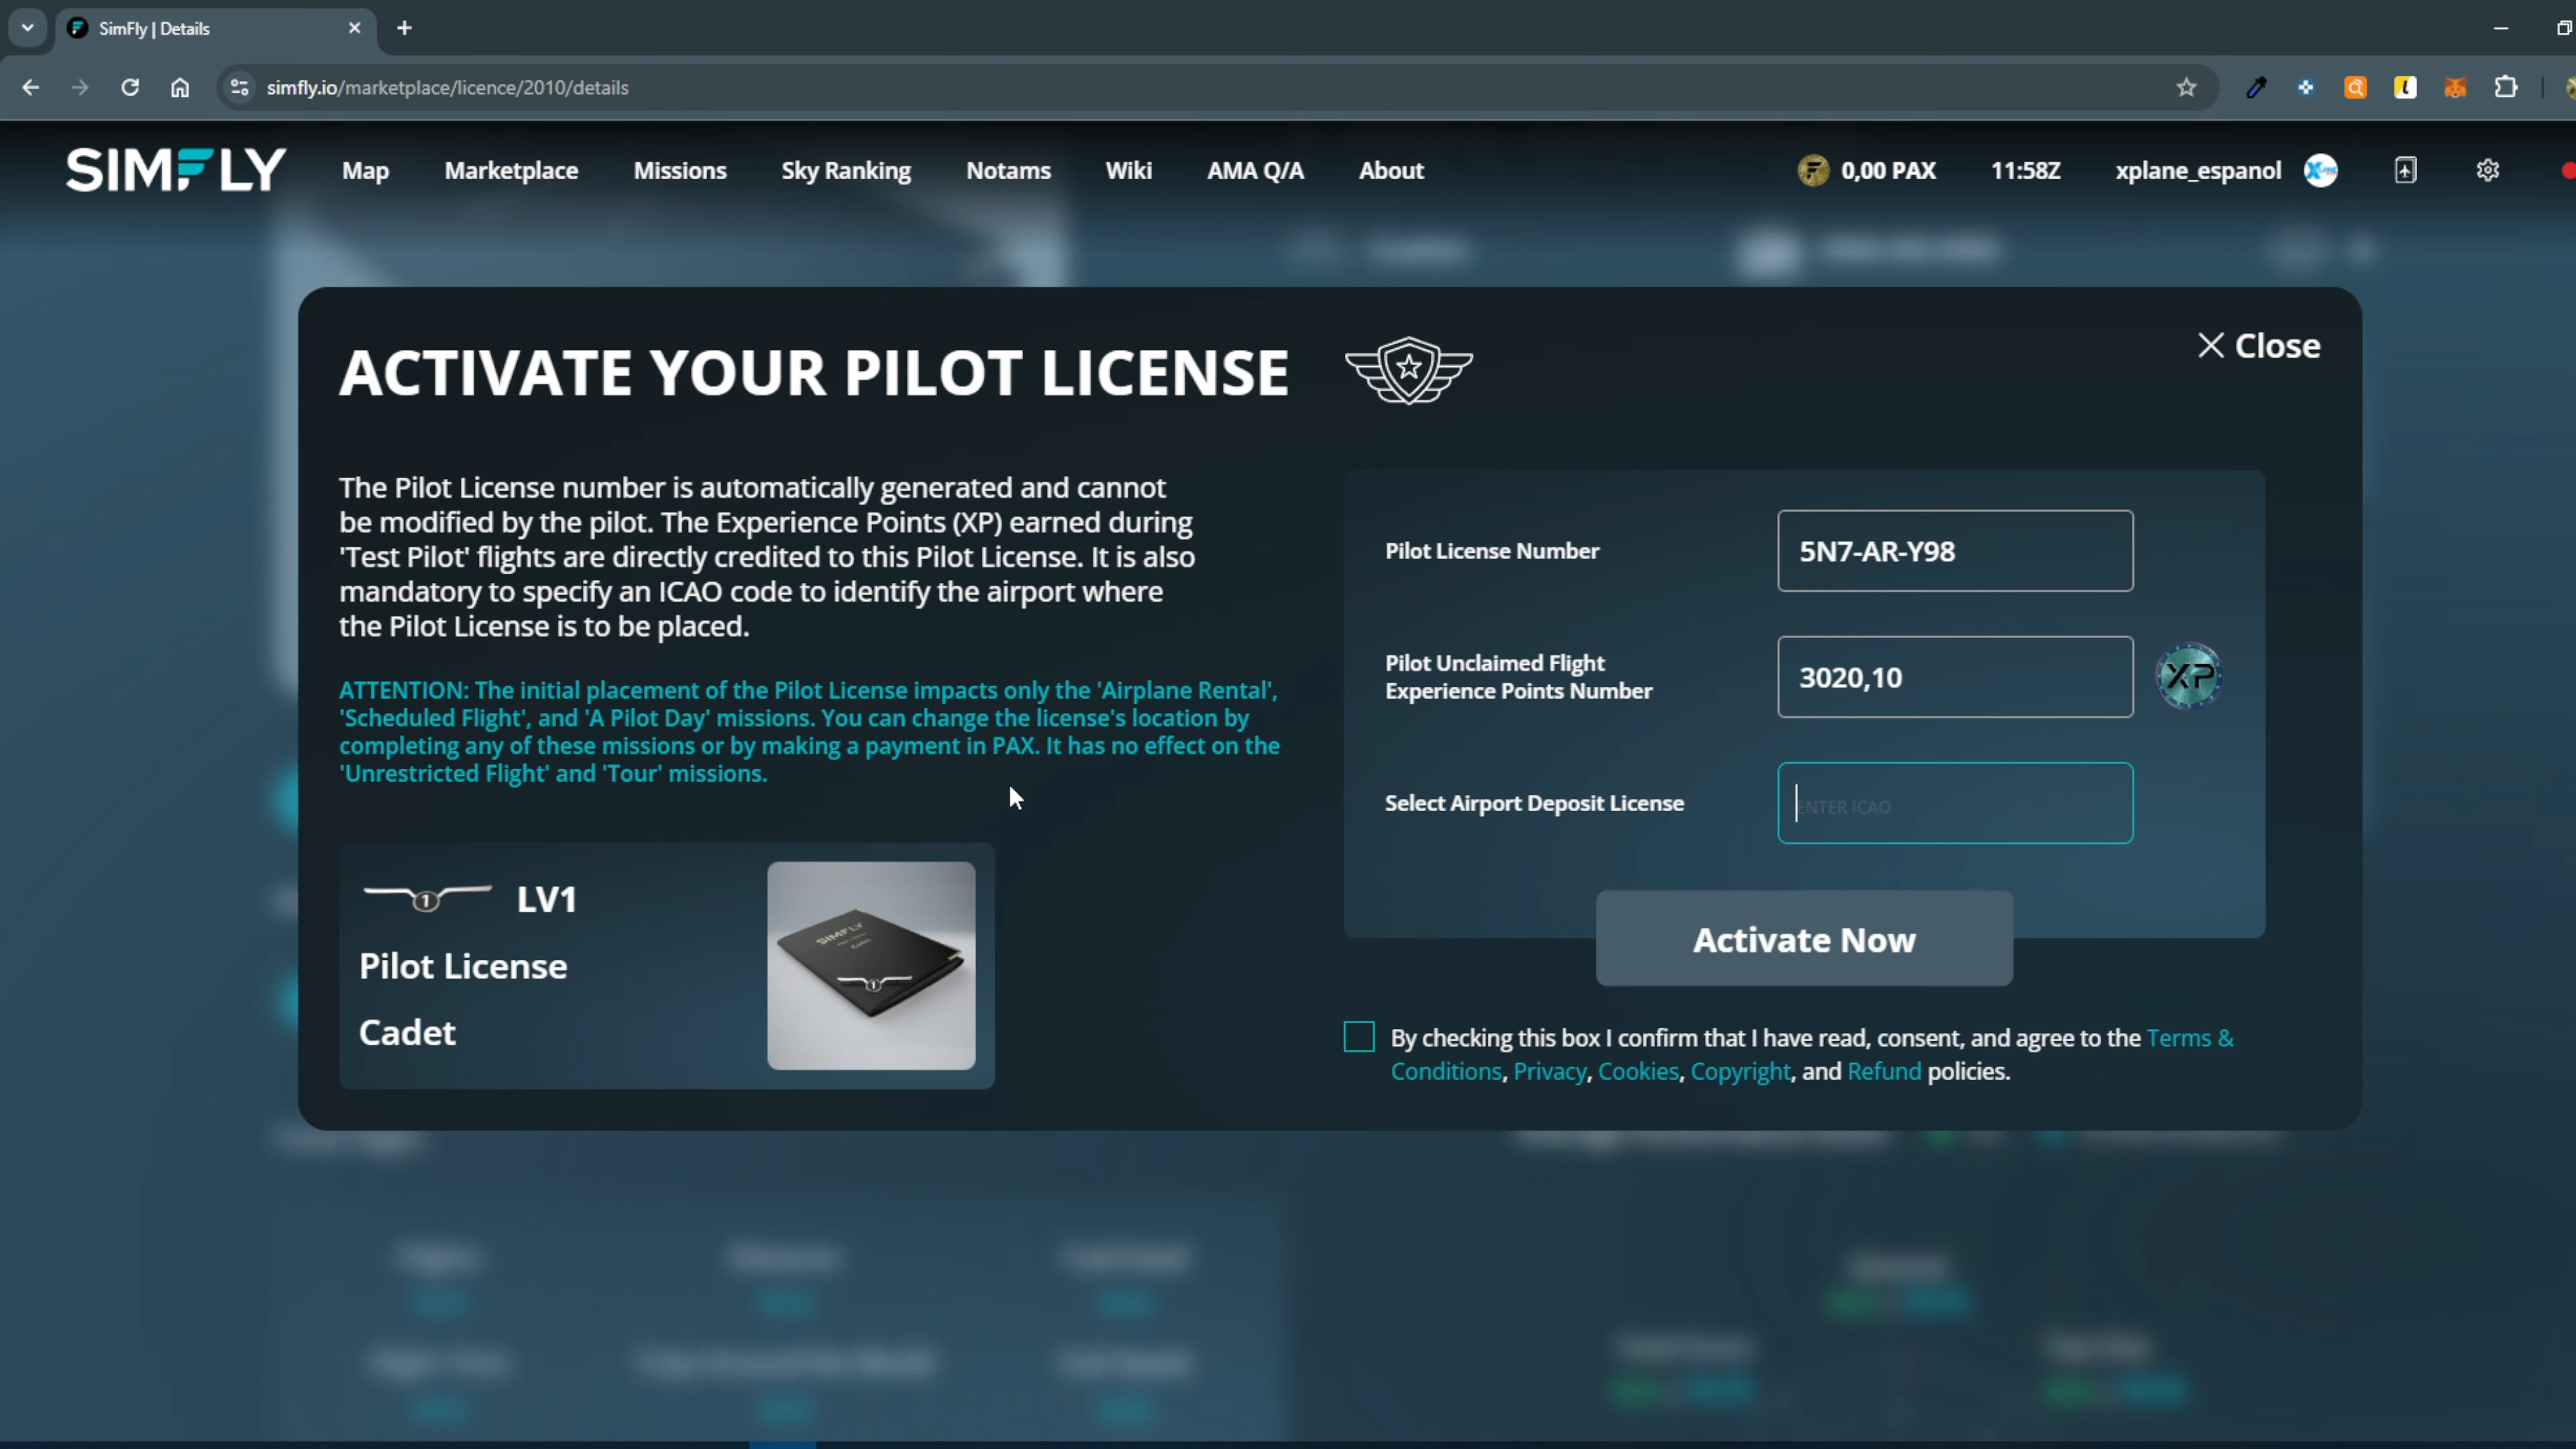 SimFly | Details
simfly.io/marketplace/licence/2010/details
SIMFLY
Map Marketplace Missions Sky Ranking Notams Wiki AMA Q/A About
0,00 PAX 11:58Z xplane_espanol
ACTIVATE YOUR PILOT LICENSE
Close
The Pilot License number is automatically generated and cannot
be modified by the pilot. The Experience Points (XP) earned during
'Test Pilot' flights are directly credited to this Pilot License. It is also
mandatory to specify an ICAO code to identify the airport where
the Pilot License is to be placed.
ATTENTION: The initial placement of the Pilot License impacts only the 'Airplane Rental',
'Scheduled Flight', and 'A Pilot Day' missions. You can change the license's location by
completing any of these missions or by making a payment in PAX. It has no effect on the
'Unrestricted Flight' and 'Tour' missions.
1 LV1
Pilot License
Cadet
SIMFLY
Cadet
1
Pilot License Number
5N7-AR-Y98
Pilot Unclaimed Flight
Experience Points Number
3020,10
XP
Select Airport Deposit License
ENTER ICAO
Activate Now
By checking this box I confirm that I have read, consent, and agree to the Terms &
Conditions, Privacy, Cookies, Copyright, and Refund policies.